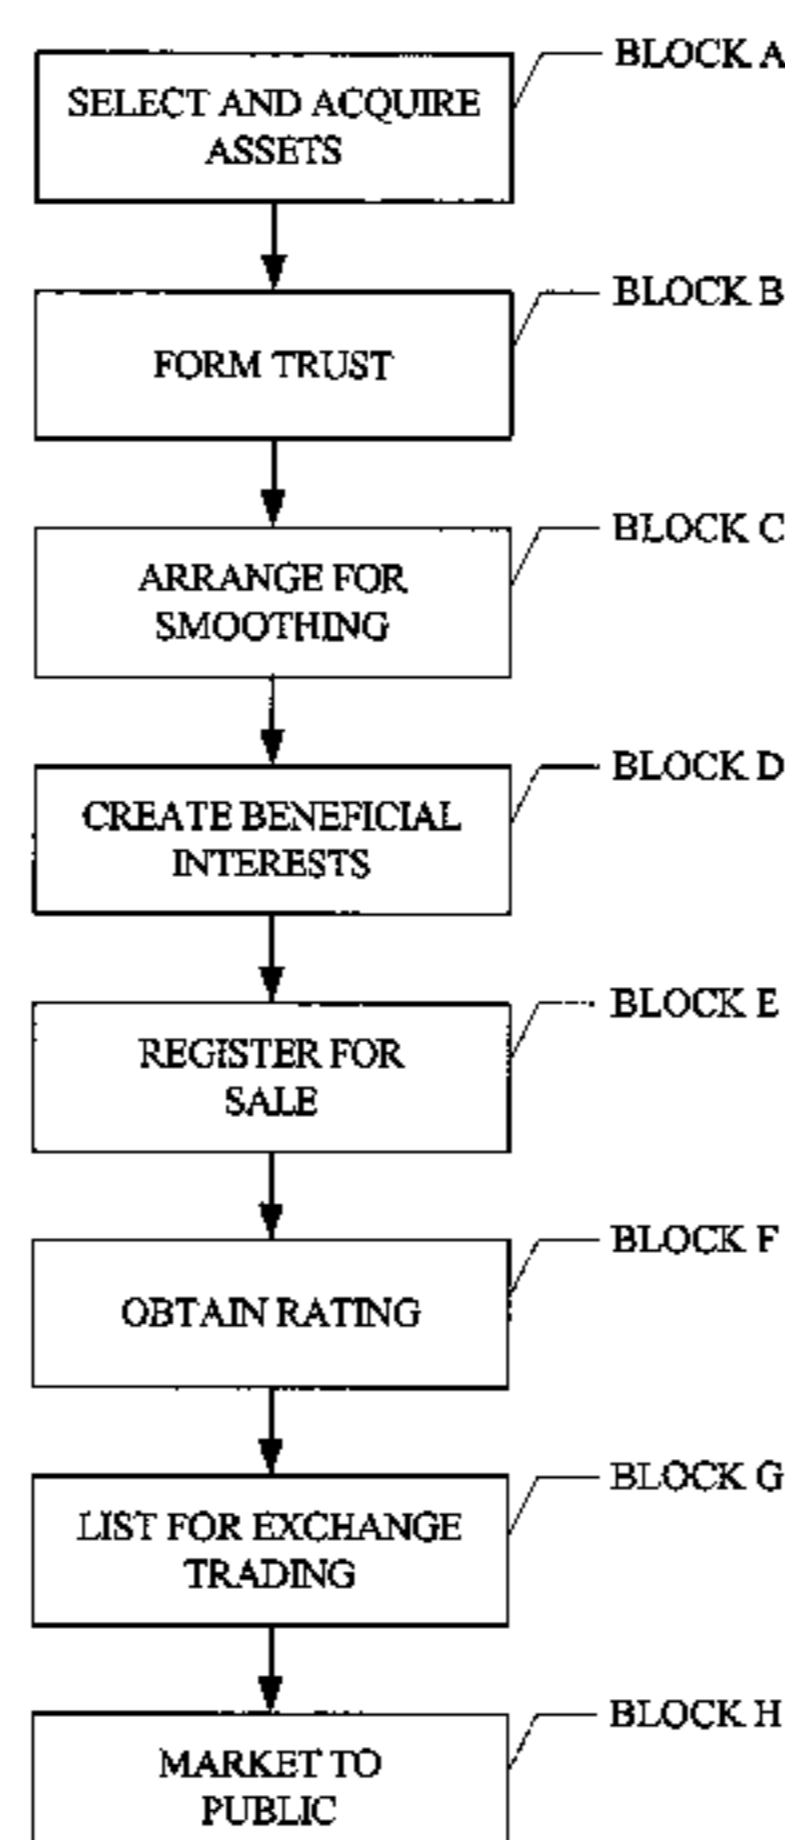 BLOCK A
SELECT AND ACQUIRE
ASSETS
BLOCK B
FORM TRUST
BLOCK C
ARRANGE FOR
SMOOTHING
BLOCK D
CREATE BENEFICIAL
INTERESTS
BLOCK E
REGISTER FOR
SALE
BLOCK F
OBTAIN RATING
BLOCK G
LIST FOR EXCHANGE
TRADING
BLOCK H
MARKET TO
PUBLIC